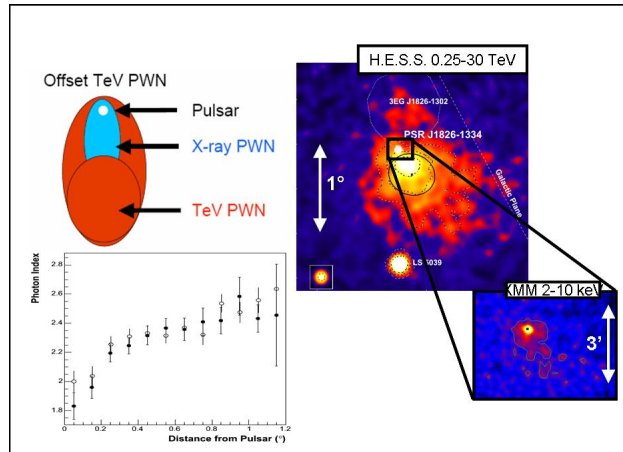 Offset TeV PWN
Pulsar
X-ray PWN
TeV PWN
H.E.S.S. 0.25-30 TeV
3EG J1826-1302
PSR J1826-1334
1°
Galactic Plane
LS 5039
XMM 2-10 keV
3'
Photon Index
2.8
2.6
2.4
2.2
2
1.8
0
0.2
0.4
0.6
0.8
1
1.2
Distance from Pulsar (°)